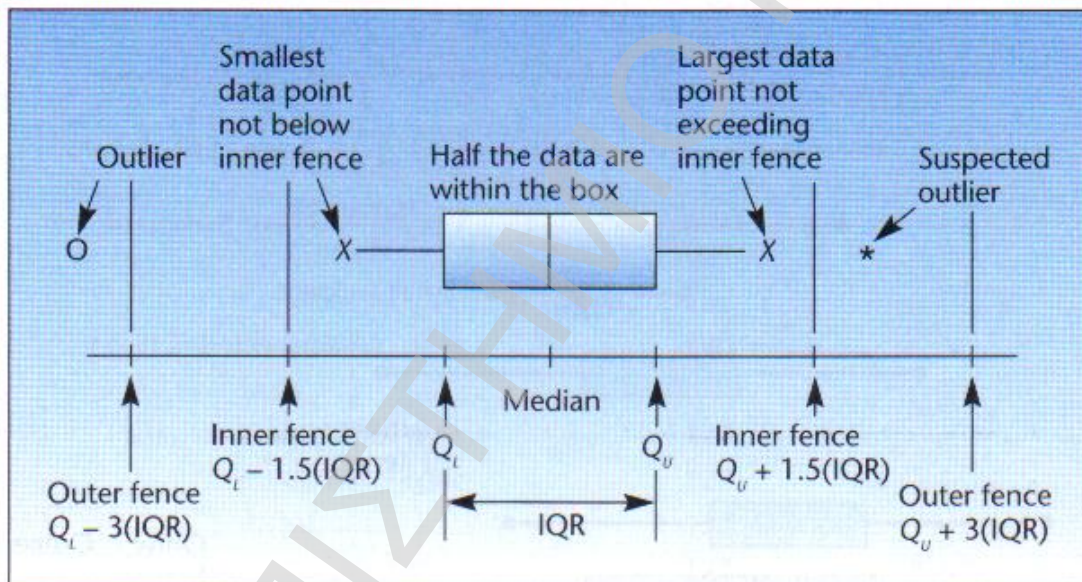 Smallest
data point
not below
inner fence
Largest data
point not
exceeding
inner fence
Outlier
Half the data are
within the box
Suspected
outlier
O
X
X
*
Median
Inner fence
Q_L – 1.5(IQR)
Q_L
Q_U
Inner fence
Q_U + 1.5(IQR)
Outer fence
Q_L – 3(IQR)
IQR
Outer fence
Q_U + 3(IQR)